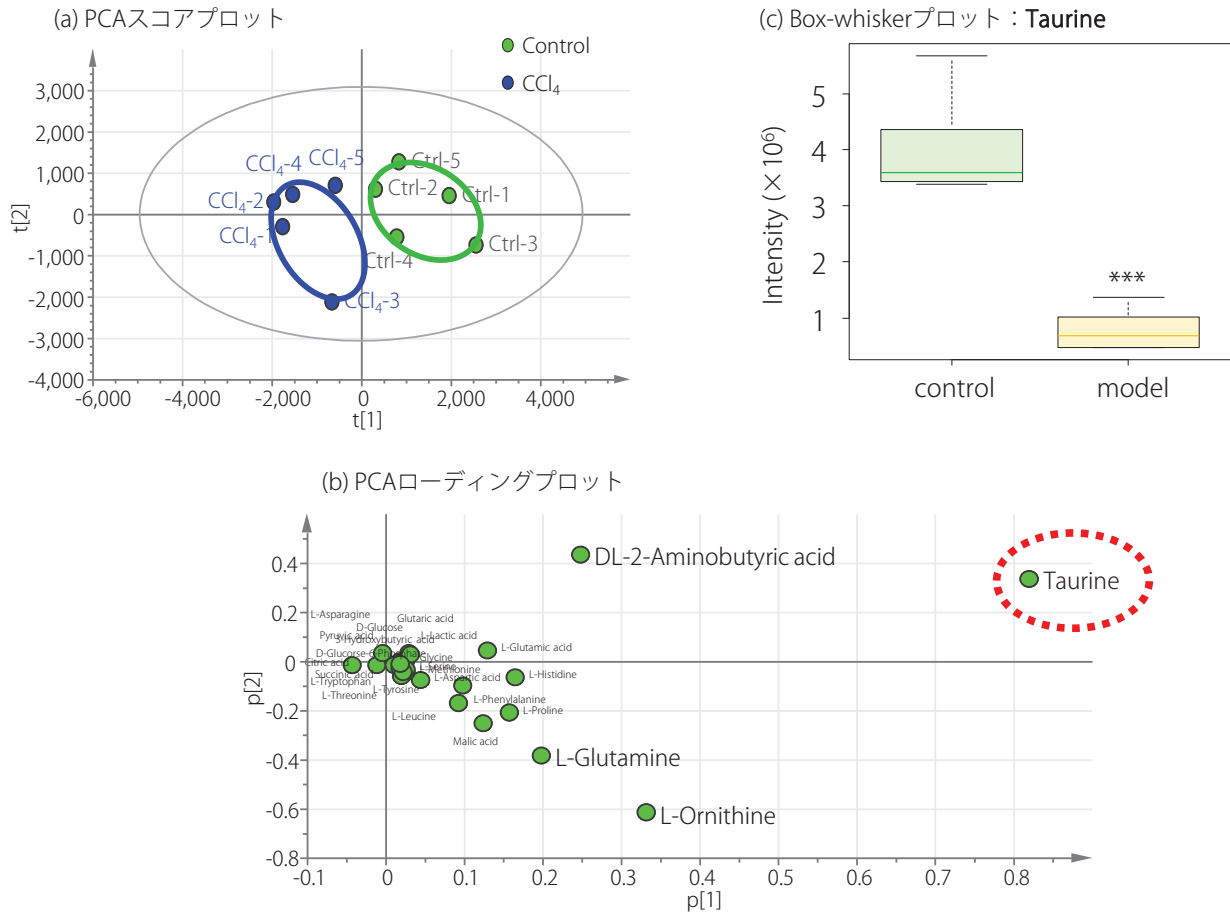 (a) PCAスコアプロット
Control
CCl₄
3,000
2,000
1,000
0
-1,000
-2,000
-3,000
-4,000
t[2]
CCl₄-4
CCl₄-5
CCl₄-2
CCl₄-1
CCl₄-3
Ctrl-5
Ctrl-2
Ctrl-1
Ctrl-4
Ctrl-3
-6,000
-4,000
-2,000
0
2,000
4,000
t[1]
(c) Box-whiskerプロット：Taurine
Intensity (× 10⁶)
5
4
3
2
1
***
control
model
(b) PCAローディングプロット
p[2]
0.4
0.2
0
-0.2
-0.4
-0.6
-0.8
DL-2-Aminobutyric acid
Taurine
L-Asparagine
Glutaric acid
D-Glucose
Pyruvic acid
3-Hydroxybutyric acid
L-Lactic acid
L-Glutamic acid
D-Glucorse-6-Phosphate
Glycine
Citric acid
L-Serine
Methionine
Succinic acid
L-Aspartic acid
L-Histidine
L-Tryptophan
L-Tyrosine
L-Threonine
L-Phenylalanine
L-Proline
L-Leucine
Malic acid
L-Glutamine
L-Ornithine
-0.1
0
0.1
0.2
0.3
0.4
0.5
0.6
0.7
0.8
p[1]